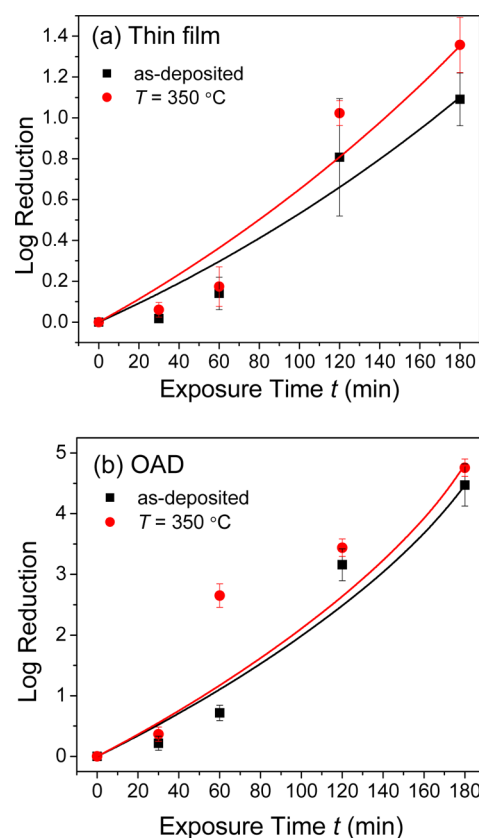 (a) Thin film
as-deposited
T = 350 °C
1.4
1.2
1.0
0.8
0.6
0.4
0.2
0.0
Log Reduction
0 20 40 60 80 100 120 140 160 180
Exposure Time t (min)
(b) OAD
as-deposited
T = 350 °C
5
4
3
2
1
0
Log Reduction
0 20 40 60 80 100 120 140 160 180
Exposure Time t (min)